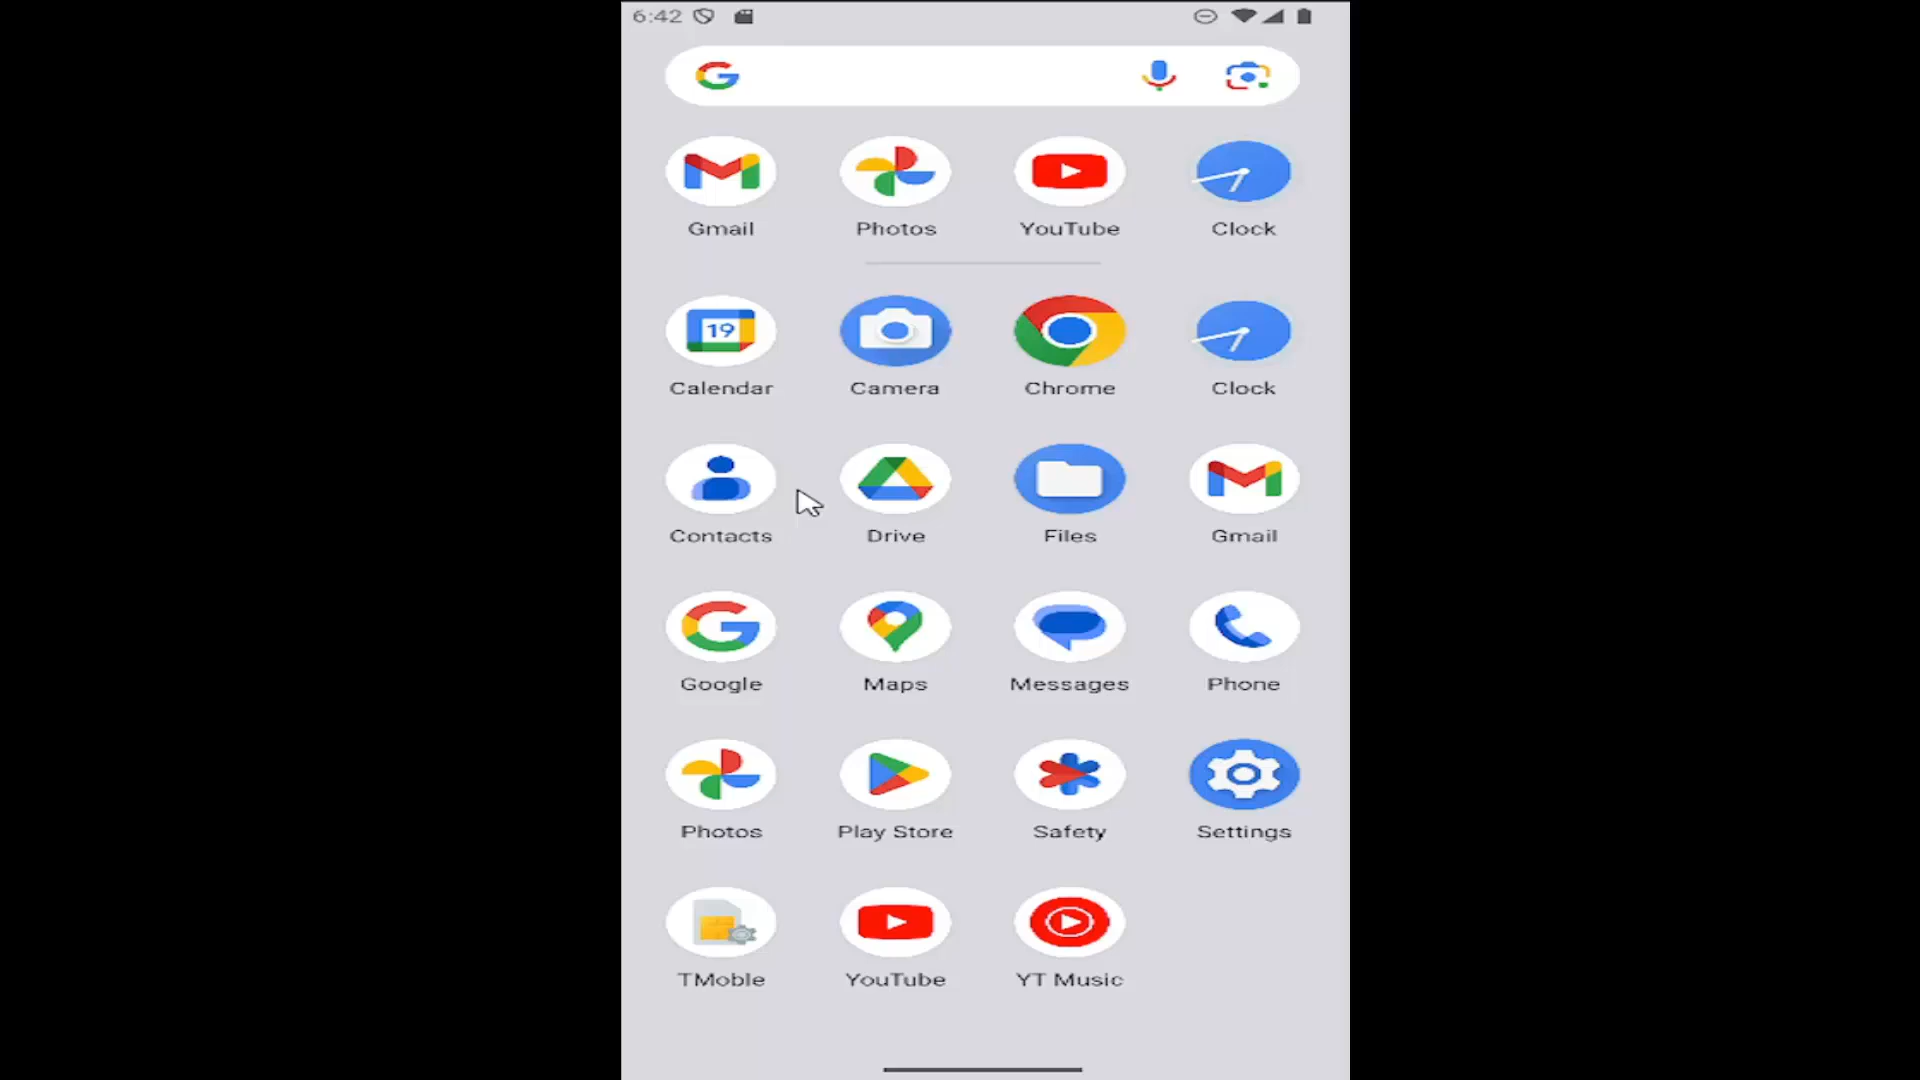 6:42
Gmail Photos YouTube Clock
19
Calendar Camera Chrome Clock
Contacts Drive Files Gmail
Google Maps Messages Phone
Photos Play Store Safety Settings
TMoble YouTube YT Music